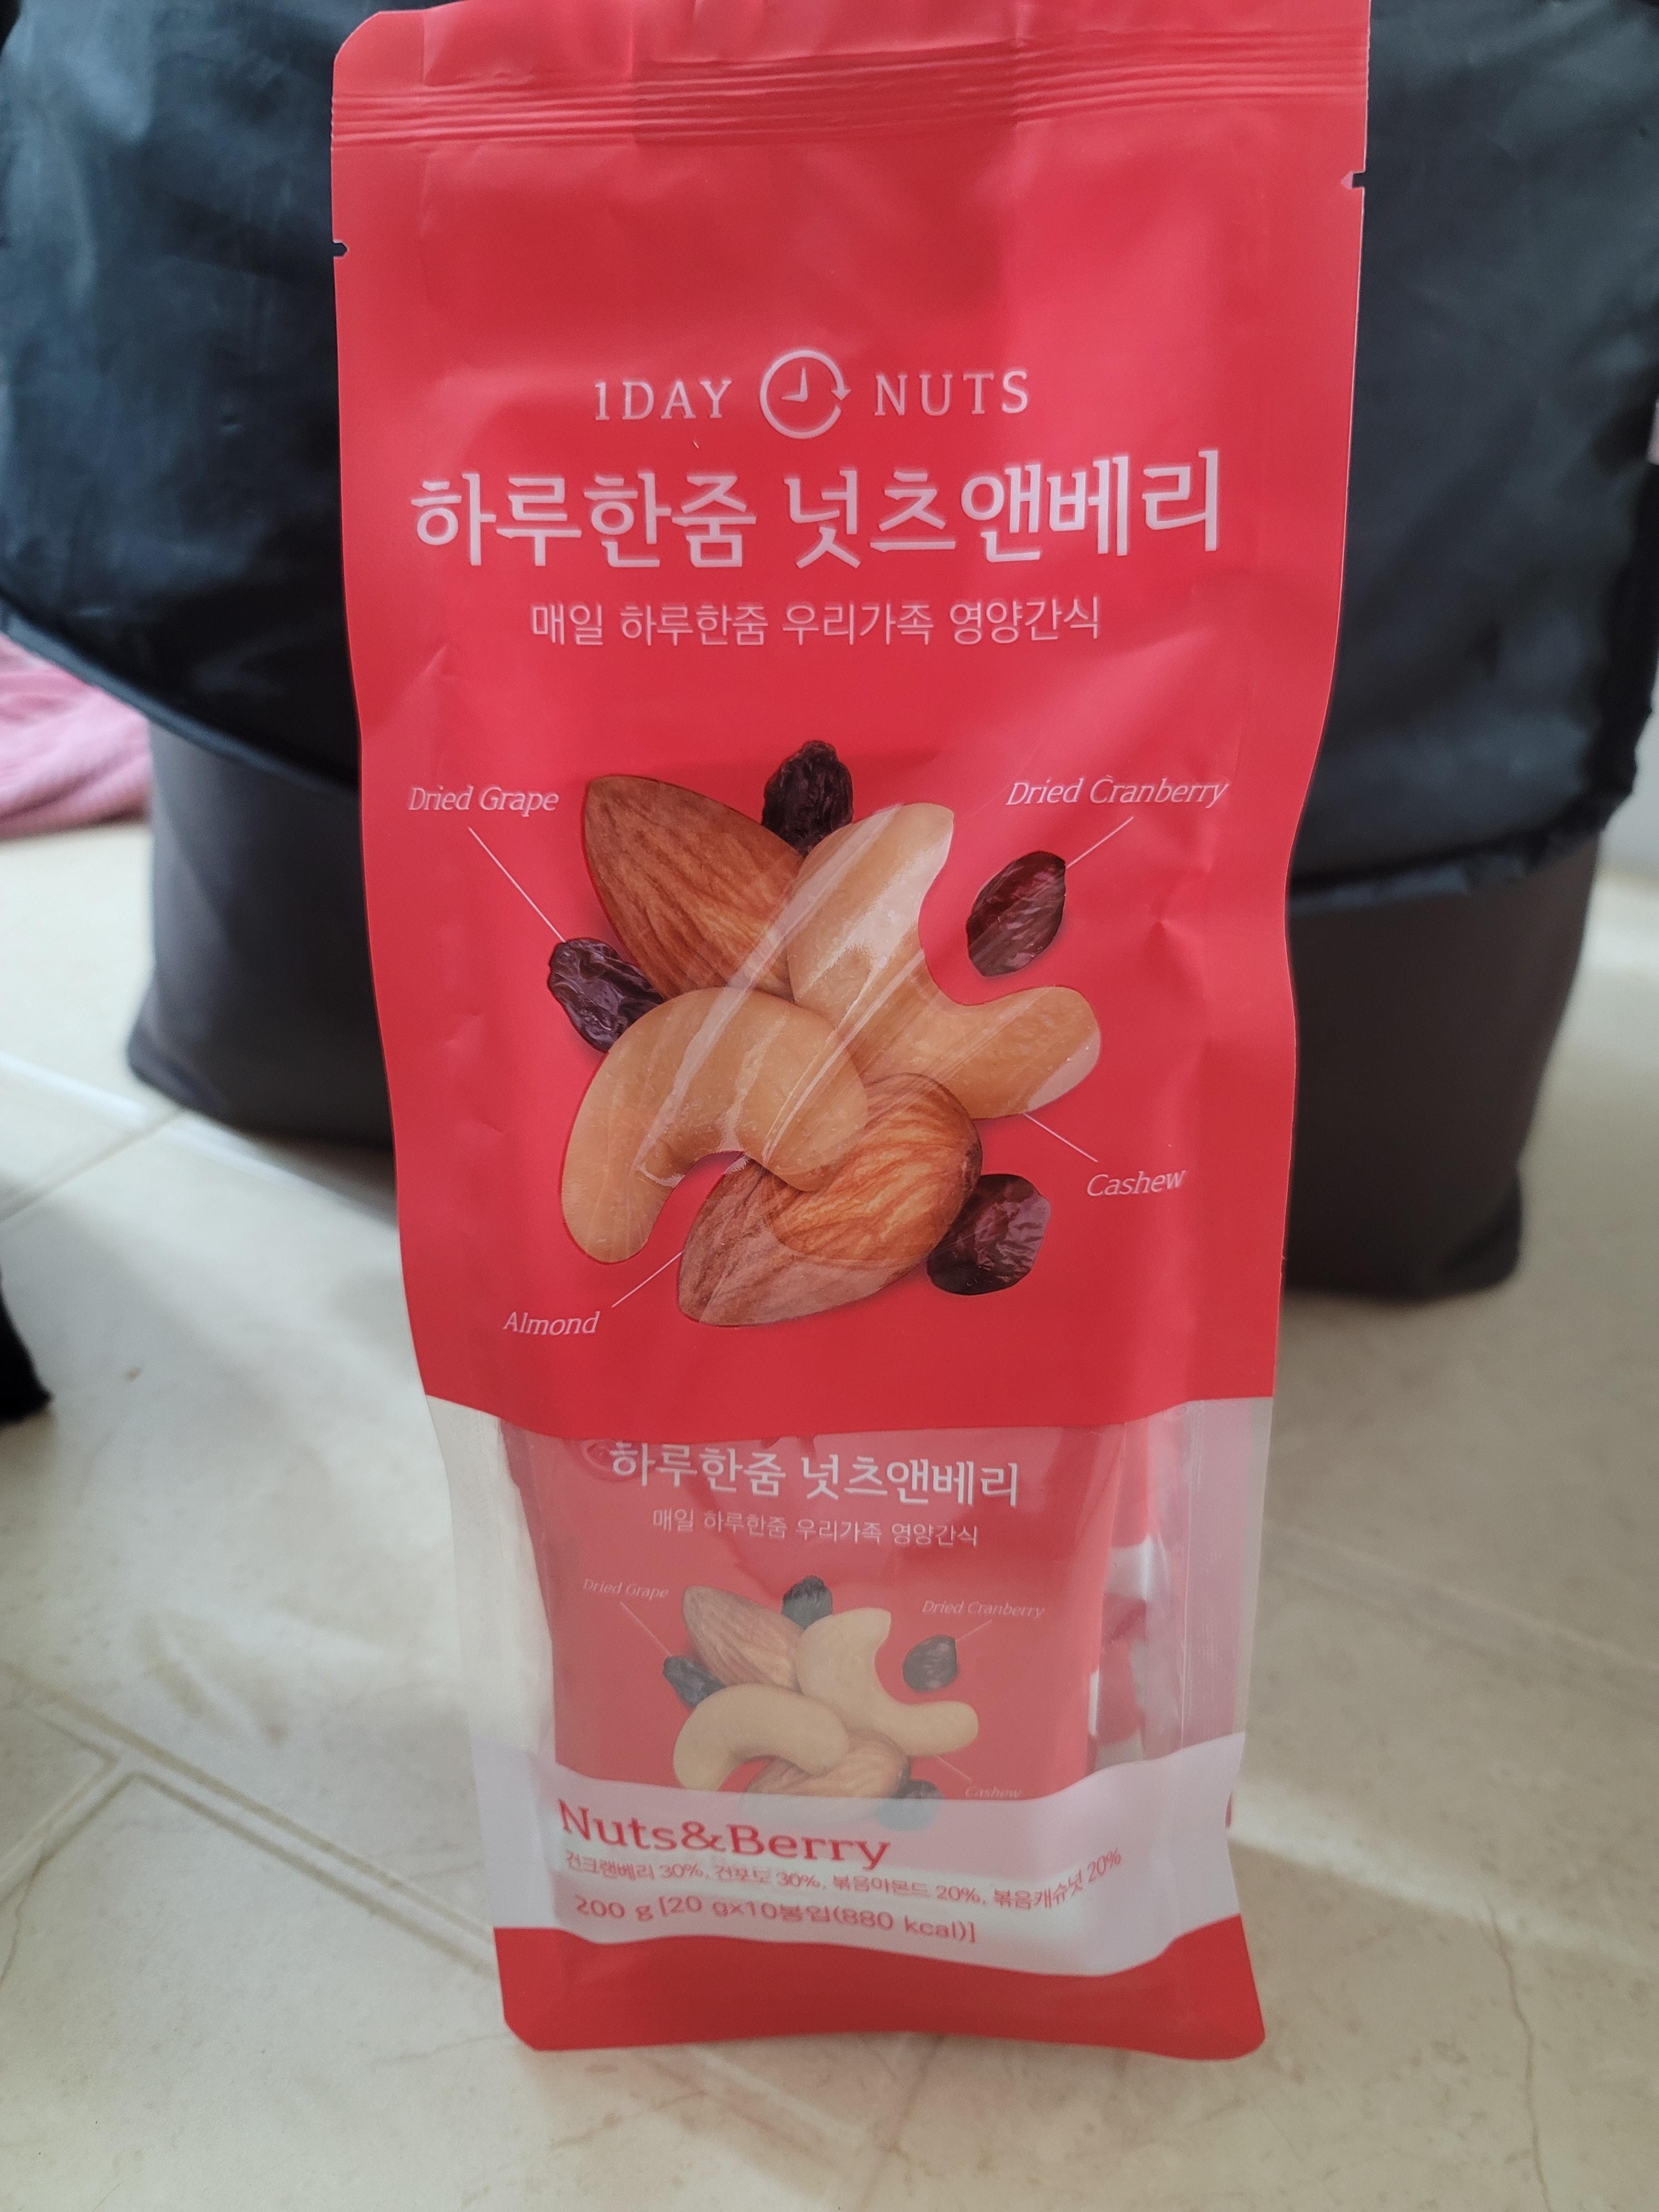 1DAY NUTS
하루한줌 넛츠앤베리
매일 하루한줌 우리가족 영양간식
Dried Grape
Dried Cranberry
Cashew
Almond
하루한줌 넛츠앤베리
매일 하루한줌 우리가족 영양간식
Dried Grape
Dried Cranberry
Cashew
Nuts&Berry
건크랜베리 30%, 건포도 30%, 볶음아몬드 20%, 볶음캐슈넛 20%
200 g [20 gx10봉입(880 kcal)]